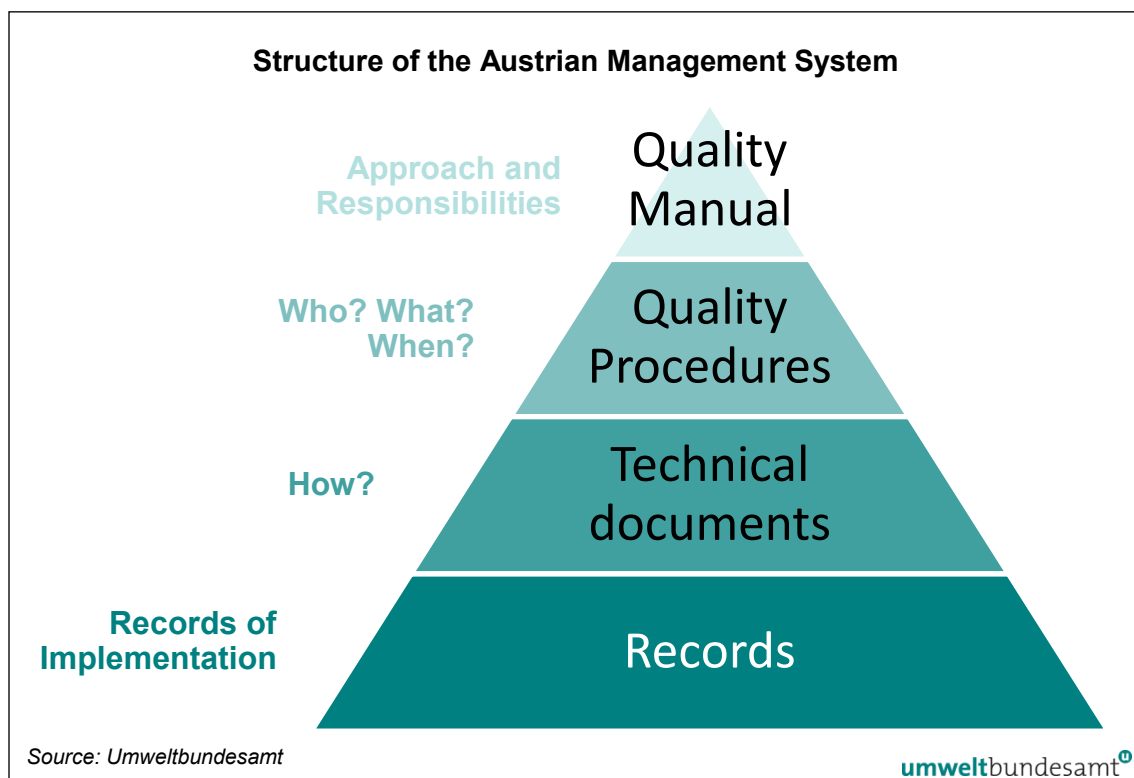 Structure of the Austrian Management System
Approach and
Responsibilities
Quality
Manual
Who? What?
When?
Quality
Procedures
How?
Technical
documents
Records of
Implementation
Records
Source: Umweltbundesamt
umweltbundesamt
u